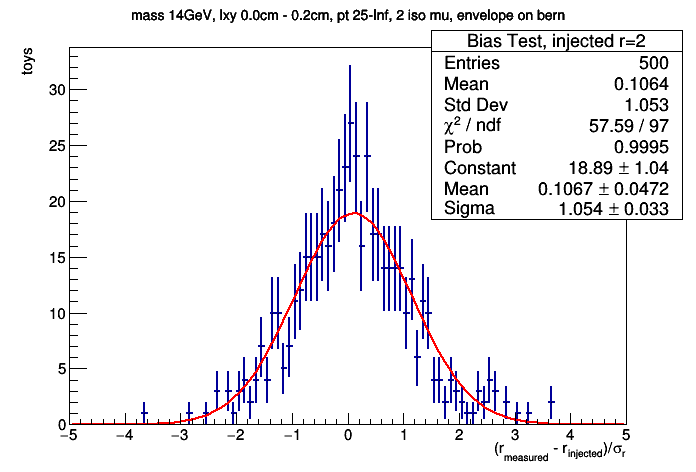 mass 14GeV, lxy 0.0cm - 0.2cm, pt 25-Inf, 2 iso mu, envelope on bern
toys
Bias Test, injected r=2
Entries 500
Mean 0.1064
Std Dev 1.053
χ² / ndf 57.59 / 97
Prob 0.9995
Constant 18.89 ± 1.04
Mean 0.1067 ± 0.0472
Sigma 1.054 ± 0.033
30
25
20
15
10
5
0
−5 −4 −3 −2 −1 0 1 2 3 4 5
(r_measured - r_injected)/σ_r